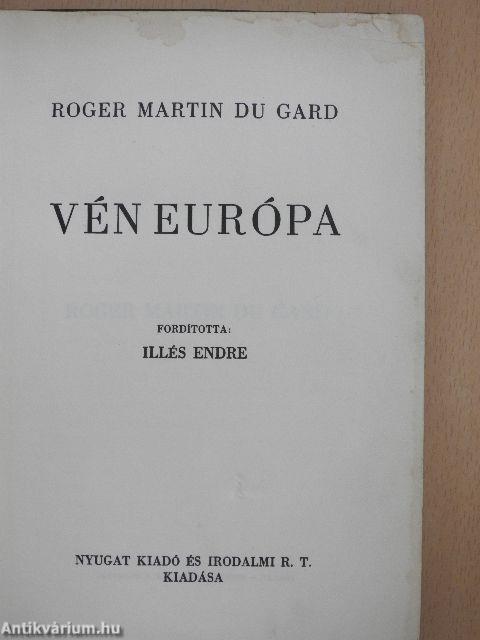 ROGER MARTIN DU GARD
VÉN EURÓPA
FORDÍTOTTA:
ILLÉS ENDRE
NYUGAT KIADÓ ÉS IRODALMI R. T.
KIADÁSA
Antikvárium.hu